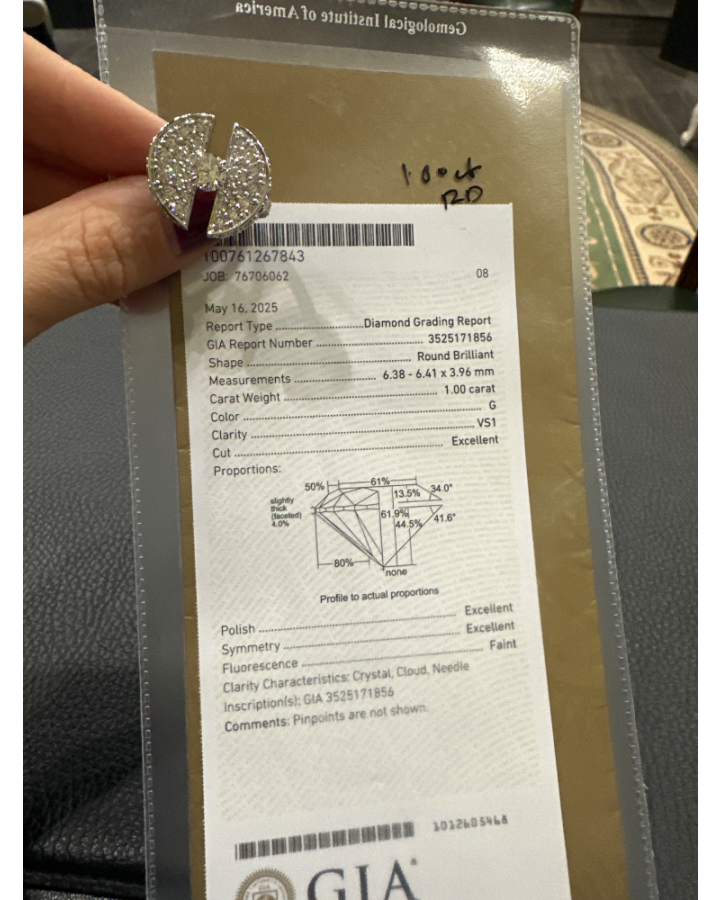 Gemological Institute of America
1.00ct
RD
100761267843
JOB: 76706062 08
May 16, 2025
Report Type ........................ Diamond Grading Report
GIA Report Number ........................ 3525171856
Shape ........................ Round Brilliant
Measurements ........................ 6.38 - 6.41 x 3.96 mm
Carat Weight ........................ 1.00 carat
Color ........................ G
Clarity ........................ VS1
Cut ........................ Excellent
Proportions:
50% 61% 13.5% 34.0°
slightly
thick
(faceted)
4.0%
61.9% 44.5% 41.6°
80%
none
Profile to actual proportions
Polish ........................ Excellent
Symmetry ........................ Excellent
Fluorescence ........................ Faint
Clarity Characteristics: Crystal, Cloud, Needle
Inscription(s): GIA 3525171856
Comments: Pinpoints are not shown.
1012605468
GIA